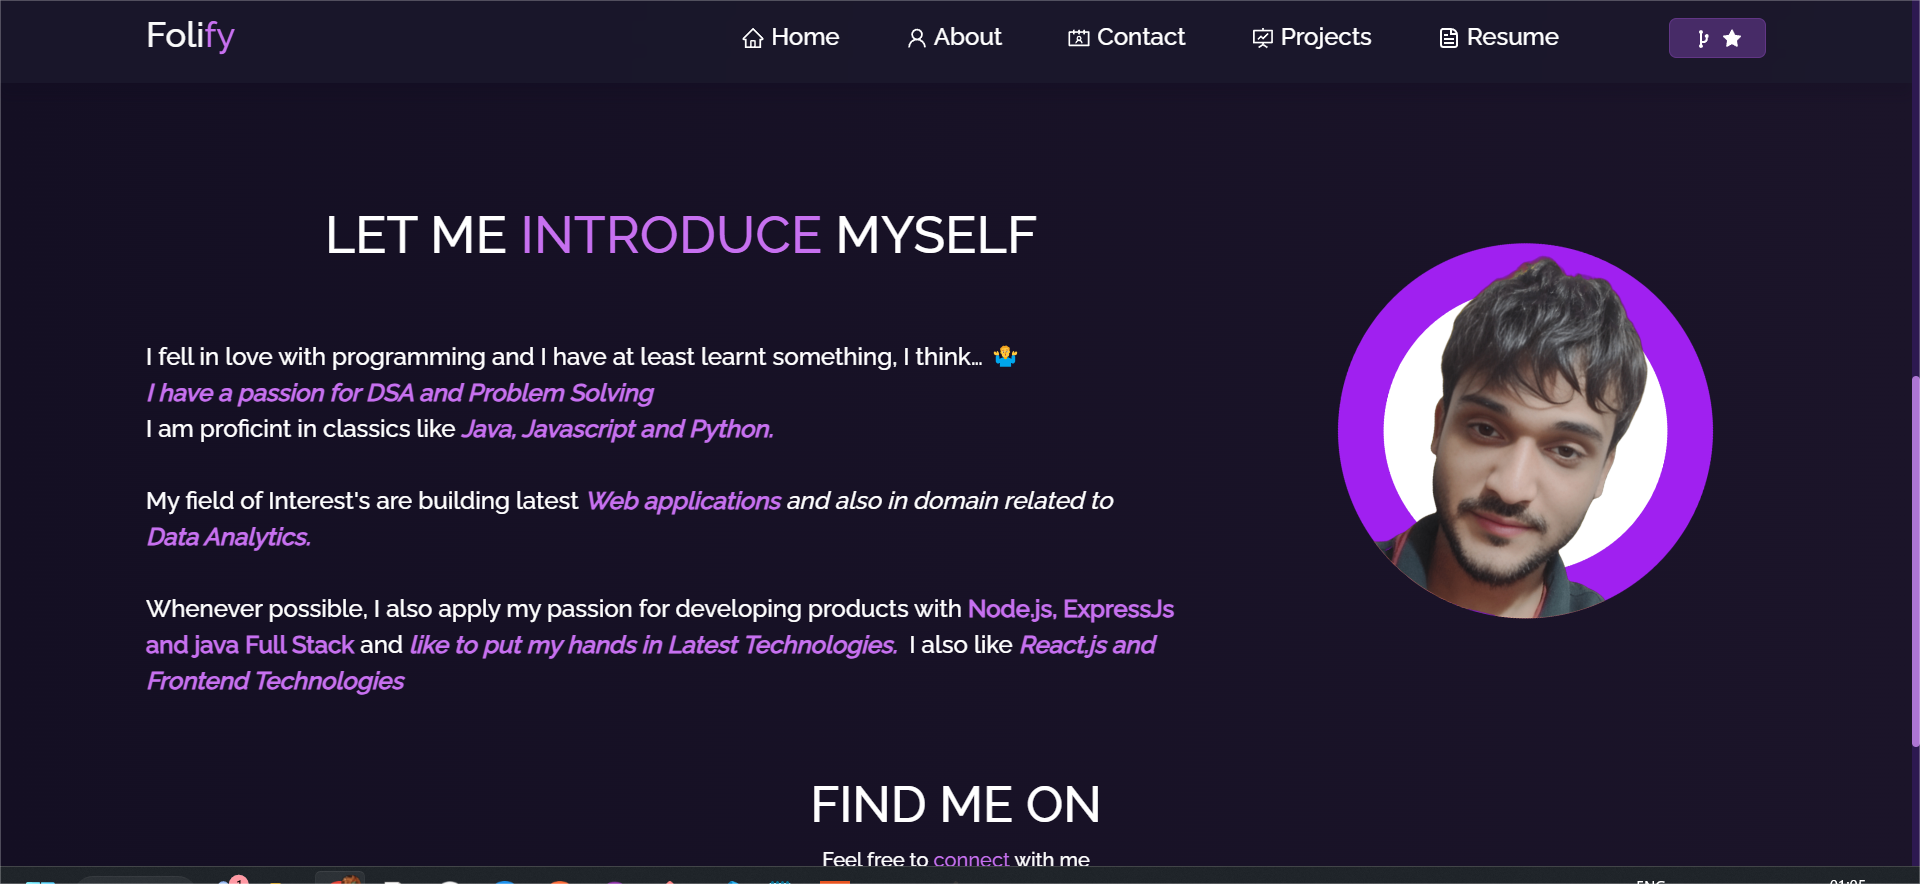 Folify
Home
About
Contact
Projects
Resume
LET ME INTRODUCE MYSELF
I fell in love with programming and I have at least learnt something, I think… 🤷
I have a passion for DSA and Problem Solving
I am proficint in classics like Java, Javascript and Python.
My field of Interest's are building latest Web applications and also in domain related to
Data Analytics.
Whenever possible, I also apply my passion for developing products with Node.js, ExpressJs
and java Full Stack and like to put my hands in Latest Technologies. I also like React.js and
Frontend Technologies
FIND ME ON
Feel free to connect with me